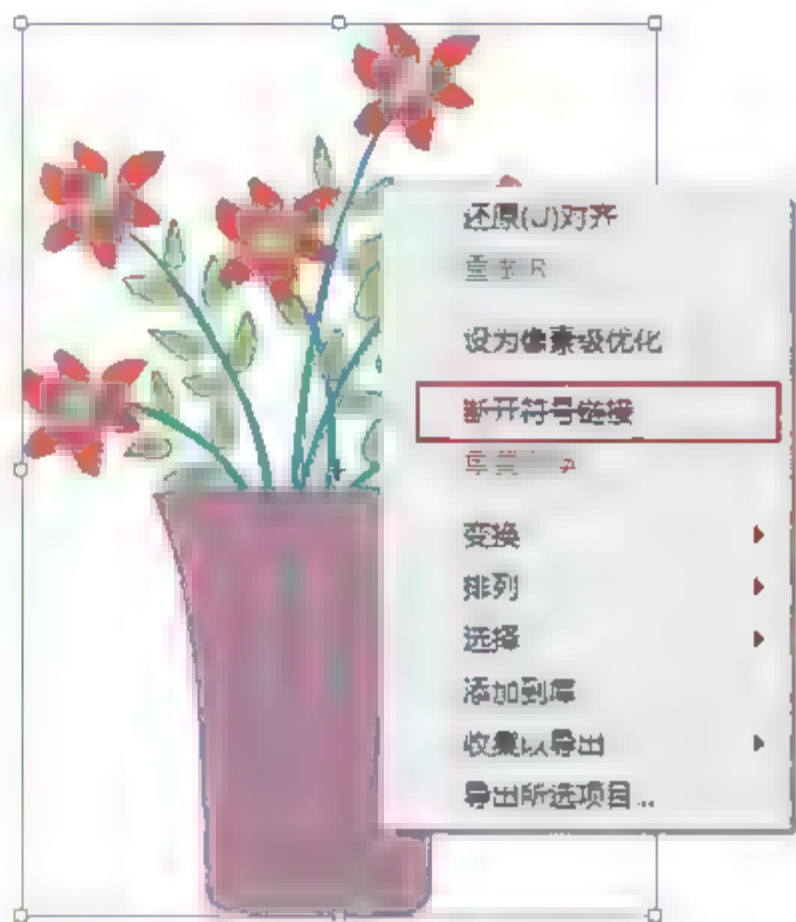 还原(U)对齐
设为像素级优化
断开符号链接
变换
排列
选择
添加到库
收集以导出
导出所选项目...